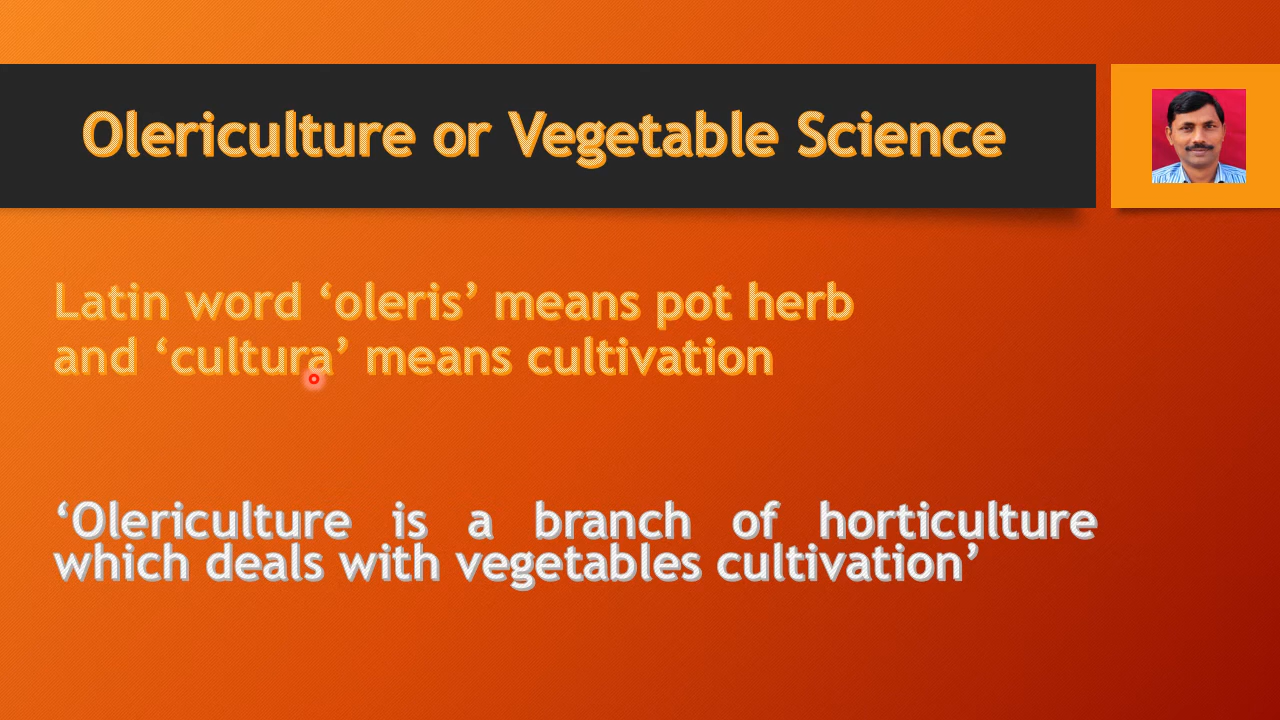 Olericulture or Vegetable Science
Latin word ‘oleris’ means pot herb
and ‘cultura’ means cultivation
‘Olericulture is a branch of horticulture
which deals with vegetables cultivation’